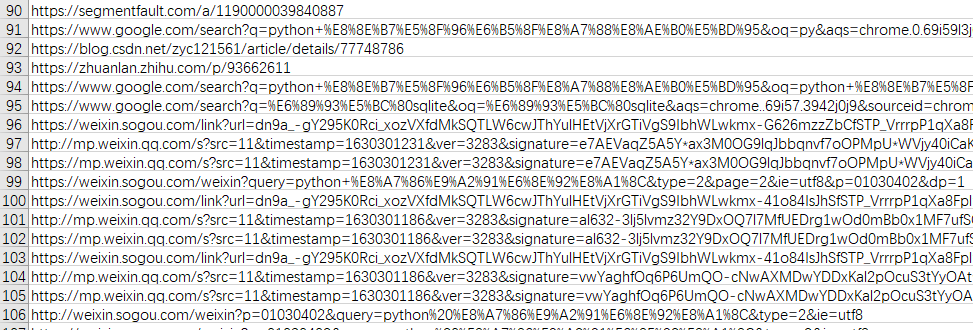 90 https://segmentfault.com/a/1190000039840887
91 https://www.google.com/search?q=python+%E8%8E%B7%E5%8F%96%E6%B5%8F%E8%A7%88%E8%AE%B0%E5%BD%95&oq=py&aqs=chrome.0.69i59l3j
92 https://blog.csdn.net/zyc121561/article/details/77748786
93 https://zhuanlan.zhihu.com/p/93662611
94 https://www.google.com/search?q=python+%E8%8E%B7%E5%8F%96%E6%B5%8F%E8%A7%88%E8%AE%B0%E5%BD%95&oq=python+%E8%8E%B7%E5%8F
95 https://www.google.com/search?q=%E6%89%93%E5%BC%80sqlite&oq=%E6%89%93%E5%BC%80sqlite&aqs=chrome..69i57.3942j0j9&sourceid=chrom
96 https://weixin.sogou.com/link?url=dn9a_-gY295K0Rci_xozVXfdMkSQTLW6cwJThYulHEtVjXrGTiVgS9IbhWLwkmx-G626mzzZbCfSTP_VrrrpP1qXa8F
97 http://mp.weixin.qq.com/s?src=11&timestamp=1630301231&ver=3283&signature=e7AEVaqZ5A5Y*ax3M0OG9lqJbbqnvf7oOPMpU*WVjy40iCaK
98 https://mp.weixin.qq.com/s?src=11&timestamp=1630301231&ver=3283&signature=e7AEVaqZ5A5Y*ax3M0OG9lqJbbqnvf7oOPMpU*WVjy40iCa
99 https://weixin.sogou.com/weixin?query=python+%E8%A7%86%E9%A2%91%E6%8E%92%E8%A1%8C&type=2&page=2&ie=utf8&p=01030402&dp=1
100 https://weixin.sogou.com/link?url=dn9a_-gY295K0Rci_xozVXfdMkSQTLW6cwJThYulHEtVjXrGTiVgS9IbhWLwkmx-41o84IsJhSfSTP_VrrrpP1qXa8Fpl
101 http://mp.weixin.qq.com/s?src=11&timestamp=1630301186&ver=3283&signature=al632-3lj5lvmz32Y9DxOQ7l7MfUEDrg1wOd0mBb0x1MF7ufS
102 https://mp.weixin.qq.com/s?src=11&timestamp=1630301186&ver=3283&signature=al632-3lj5lvmz32Y9DxOQ7l7MfUEDrg1wOd0mBb0x1MF7uf
103 https://weixin.sogou.com/link?url=dn9a_-gY295K0Rci_xozVXfdMkSQTLW6cwJThYulHEtVjXrGTiVgS9IbhWLwkmx-41o84IsJhSfSTP_VrrrpP1qXa8Fpl
104 http://mp.weixin.qq.com/s?src=11&timestamp=1630301186&ver=3283&signature=vwYaghfOq6P6UmQO-cNwAXMDwYDDxKal2pOcuS3tYyOAt
105 https://mp.weixin.qq.com/s?src=11&timestamp=1630301186&ver=3283&signature=vwYaghfOq6P6UmQO-cNwAXMDwYDDxKal2pOcuS3tYyOA
106 http://weixin.sogou.com/weixin?p=01030402&query=python%20%E8%A7%86%E9%A2%91%E6%8E%92%E8%A1%8C&type=2&ie=utf8